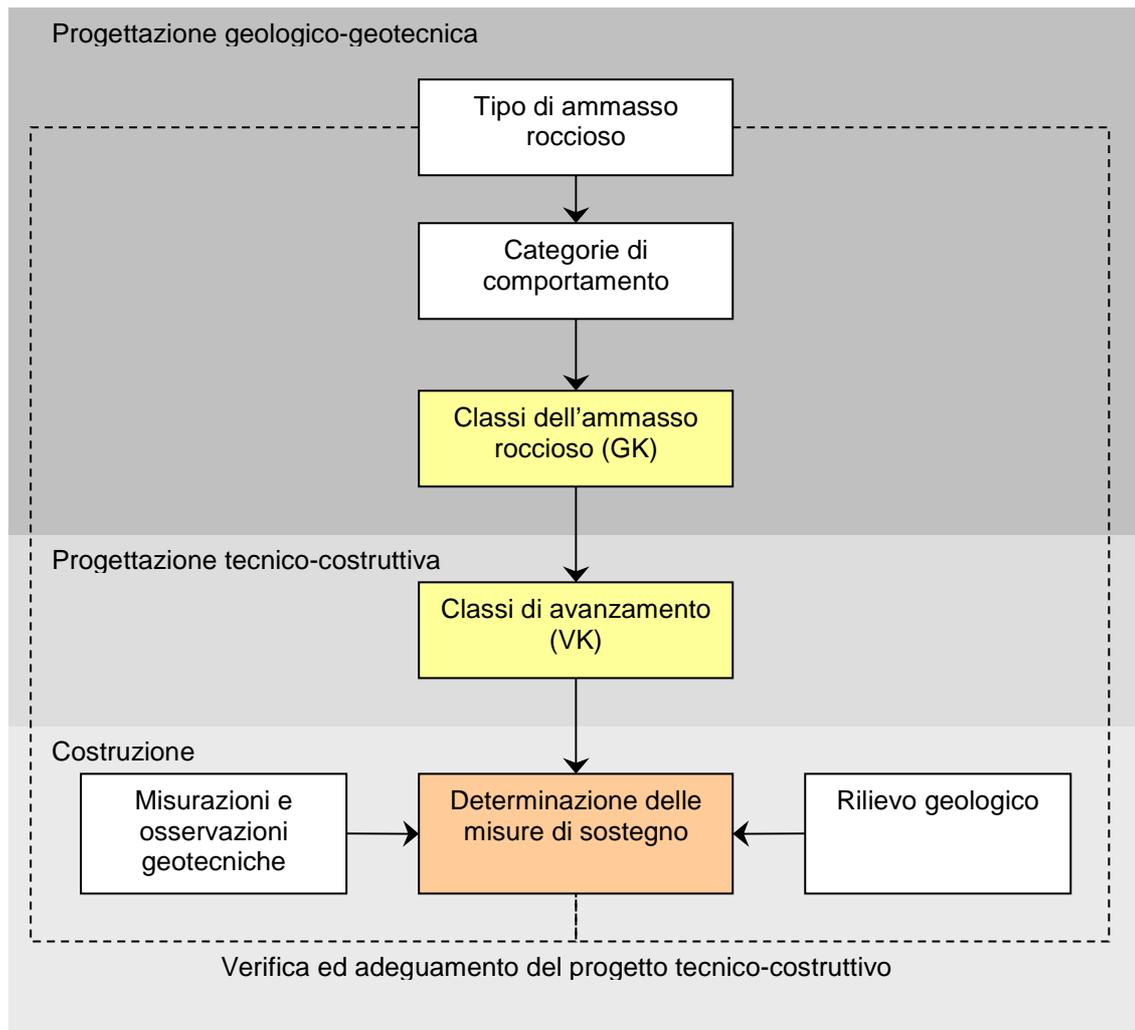 Progettazione geologico-geotecnica
Tipo di ammasso
roccioso
Categorie di
comportamento
Classi dell’ammasso
roccioso (GK)
Progettazione tecnico-costruttiva
Classi di avanzamento
(VK)
Costruzione
Misurazioni e
osservazioni
geotecniche
Determinazione delle
misure di sostegno
Rilievo geologico
Verifica ed adeguamento del progetto tecnico-costruttivo